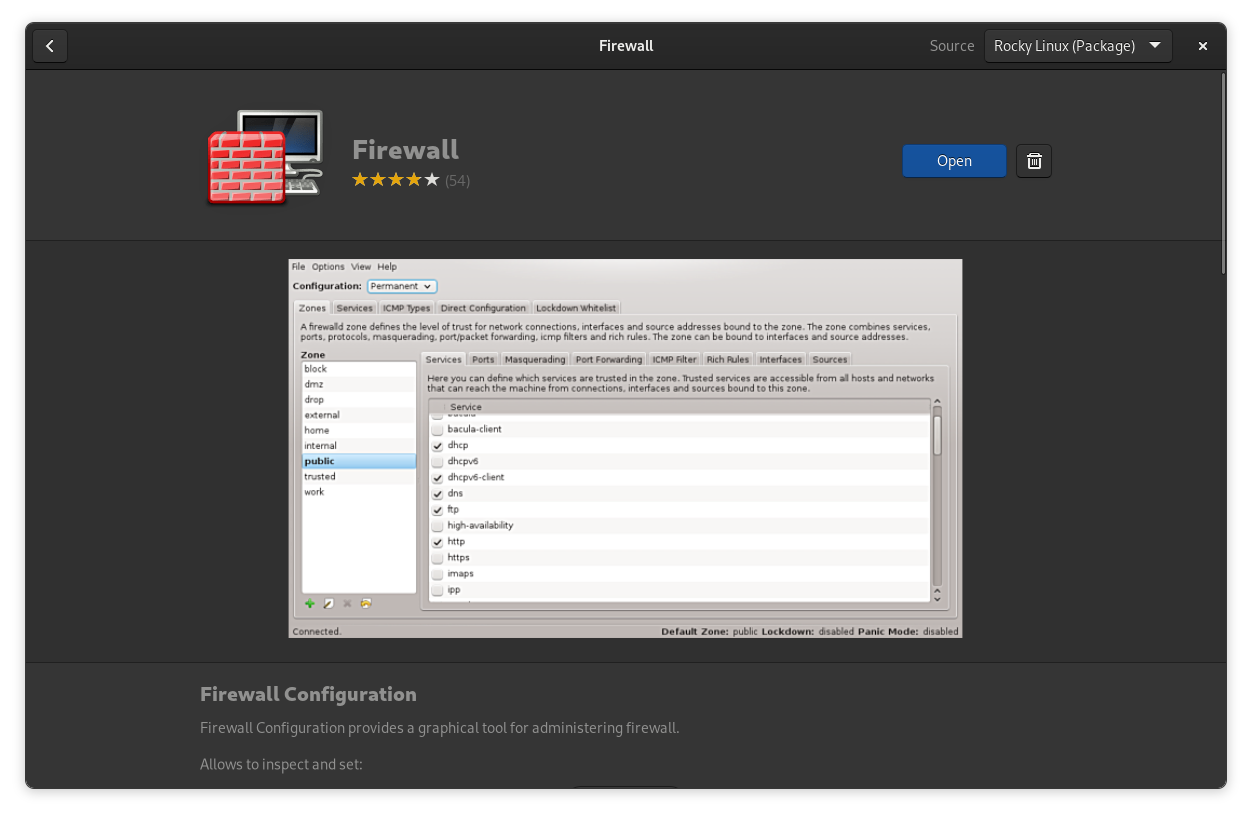 Firewall
Source Rocky Linux (Package)
Firewall
(54)
Open
File Options View Help
Configuration: Permanent
Zones Services ICMP Types Direct Configuration Lockdown Whitelist
A firewalld zone defines the level of trust for network connections, interfaces and source addresses bound to the zone. The zone combines services,
ports, protocols, masquerading, port/packet forwarding, icmp filters and rich rules. The zone can be bound to interfaces and source addresses.
Zone
block
dmz
drop
external
home
internal
public
trusted
work
Services Ports Masquerading Port Forwarding ICMP Filter Rich Rules Interfaces Sources
Here you can define which services are trusted in the zone. Trusted services are accessible from all hosts and networks
that can reach the machine from connections, interfaces and sources bound to this zone.
Service
bacula-client
dhcp
dhcpv6
dhcpv6-client
dns
ftp
high-availability
http
https
imaps
ipp
Connected.
Default Zone: public Lockdown: disabled Panic Mode: disabled
Firewall Configuration
Firewall Configuration provides a graphical tool for administering firewall.
Allows to inspect and set: